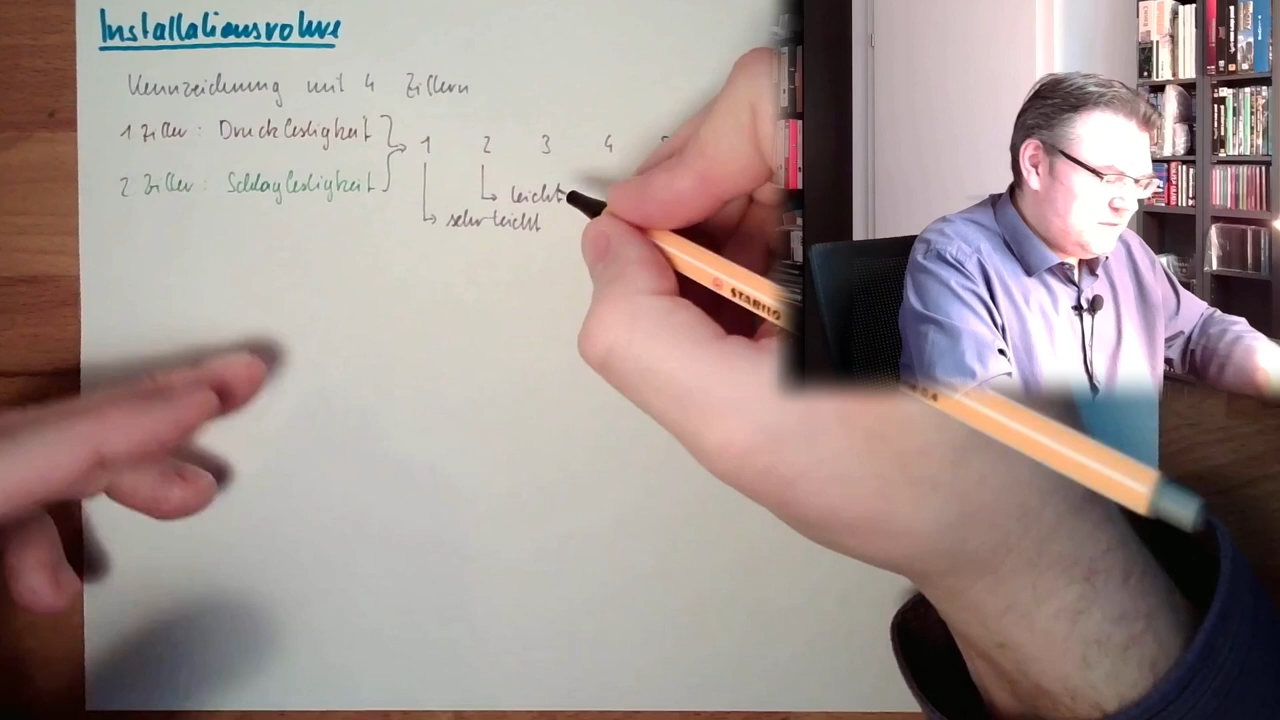 Installationsrohre
Kennzeichnung mit 4 Ziffern
1 Ziffer: Druckfestigkeit
1 2 3 4 5
2 Ziffer: Schlagfestigkeit
leicht
sehr leicht
STABILO